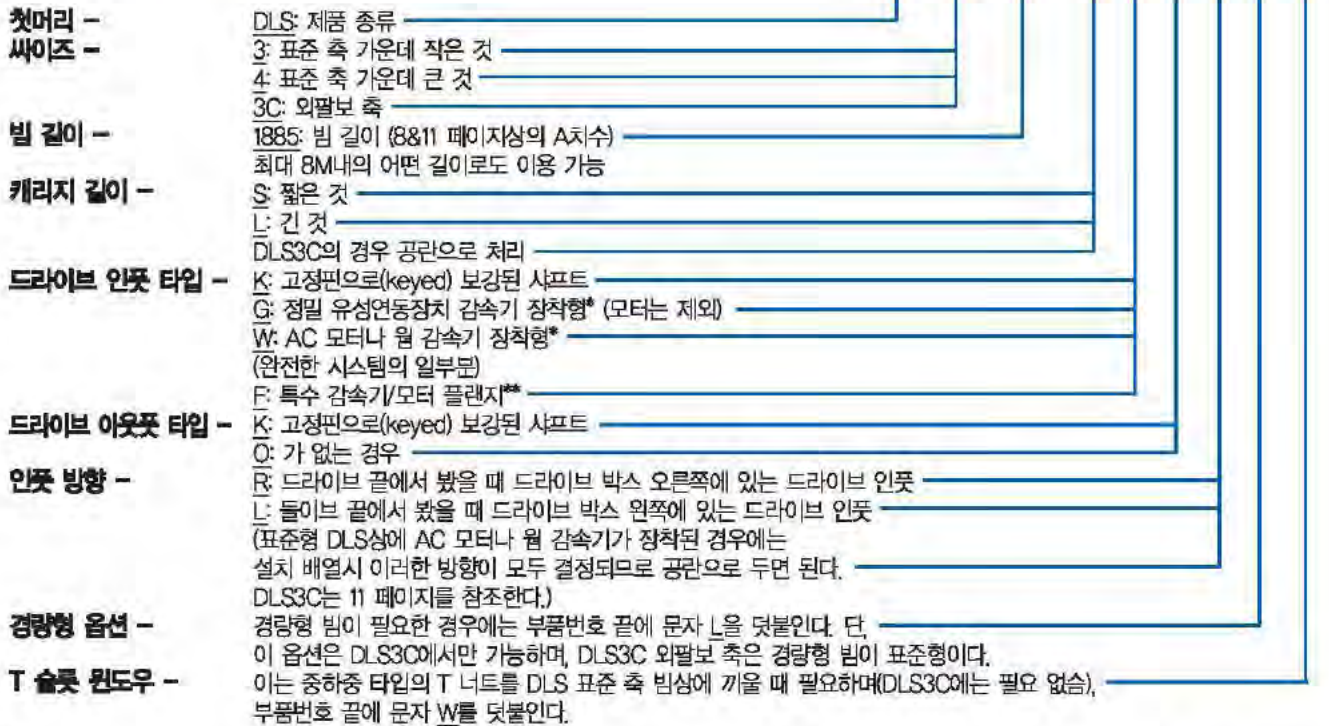 첫머리 – DLS: 제품 종류
싸이즈 – 3: 표준 축 가운데 작은 것
4: 표준 축 가운데 큰 것
3C: 외팔보 축
빔 길이 – 1885: 빔 길이 (8&11 페이지상의 A치수)
최대 8M내의 어떤 길이로도 이용 가능
캐리지 길이 – S: 짧은 것
L: 긴 것
DLS3C의 경우 공란으로 처리
드라이브 인풋 타입 – K: 고정핀으로(keyed) 보강된 샤프트
G: 정밀 유성연동장치 감속기 장착형* (모터는 제외)
W: AC 모터나 웜 감속기 장착형*
(완전한 시스템의 일부분)
F: 특수 감속기/모터 플랜지**
드라이브 아웃풋 타입 – K: 고정핀으로(keyed) 보강된 샤프트
O: 가 없는 경우
인풋 방향 – R: 드라이브 끝에서 봤을 때 드라이브 박스 오른쪽에 있는 드라이브 인풋
L: 둘이브 끝에서 봤을 때 드라이브 박스 왼쪽에 있는 드라이브 인풋
(표준형 DLS상에 AC 모터나 웜 감속기가 장착된 경우에는
설치 배열시 이러한 방향이 모두 결정되므로 공란으로 두면 된다.
DLS3C는 11 페이지를 참조한다.)
경량형 옵션 – 경량형 빔이 필요한 경우에는 부품번호 끝에 문자 L을 덧붙인다. 단,
이 옵션은 DLS3C에서만 가능하며, DLS3C 외팔보 축은 경량형 빔이 표준형이다.
T 슬롯 윈도우 – 이는 중하중 타입의 T 너트를 DLS 표준 축 빔상에 끼울 때 필요하며(DLS3C에는 필요 없슴),
부품번호 끝에 문자 W를 덧붙인다.